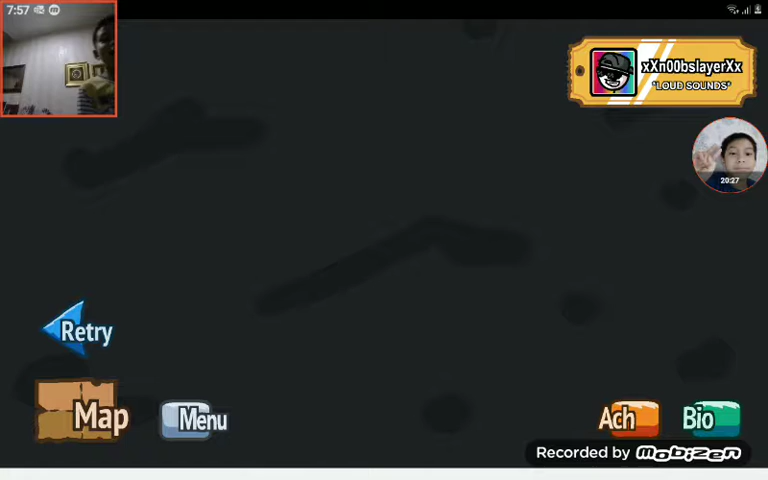 7:57
xXn00bslayerXx
"LOUD SOUNDS"
20:27
Retry
Map
Menu
Ach
Bio
Recorded by mobizen